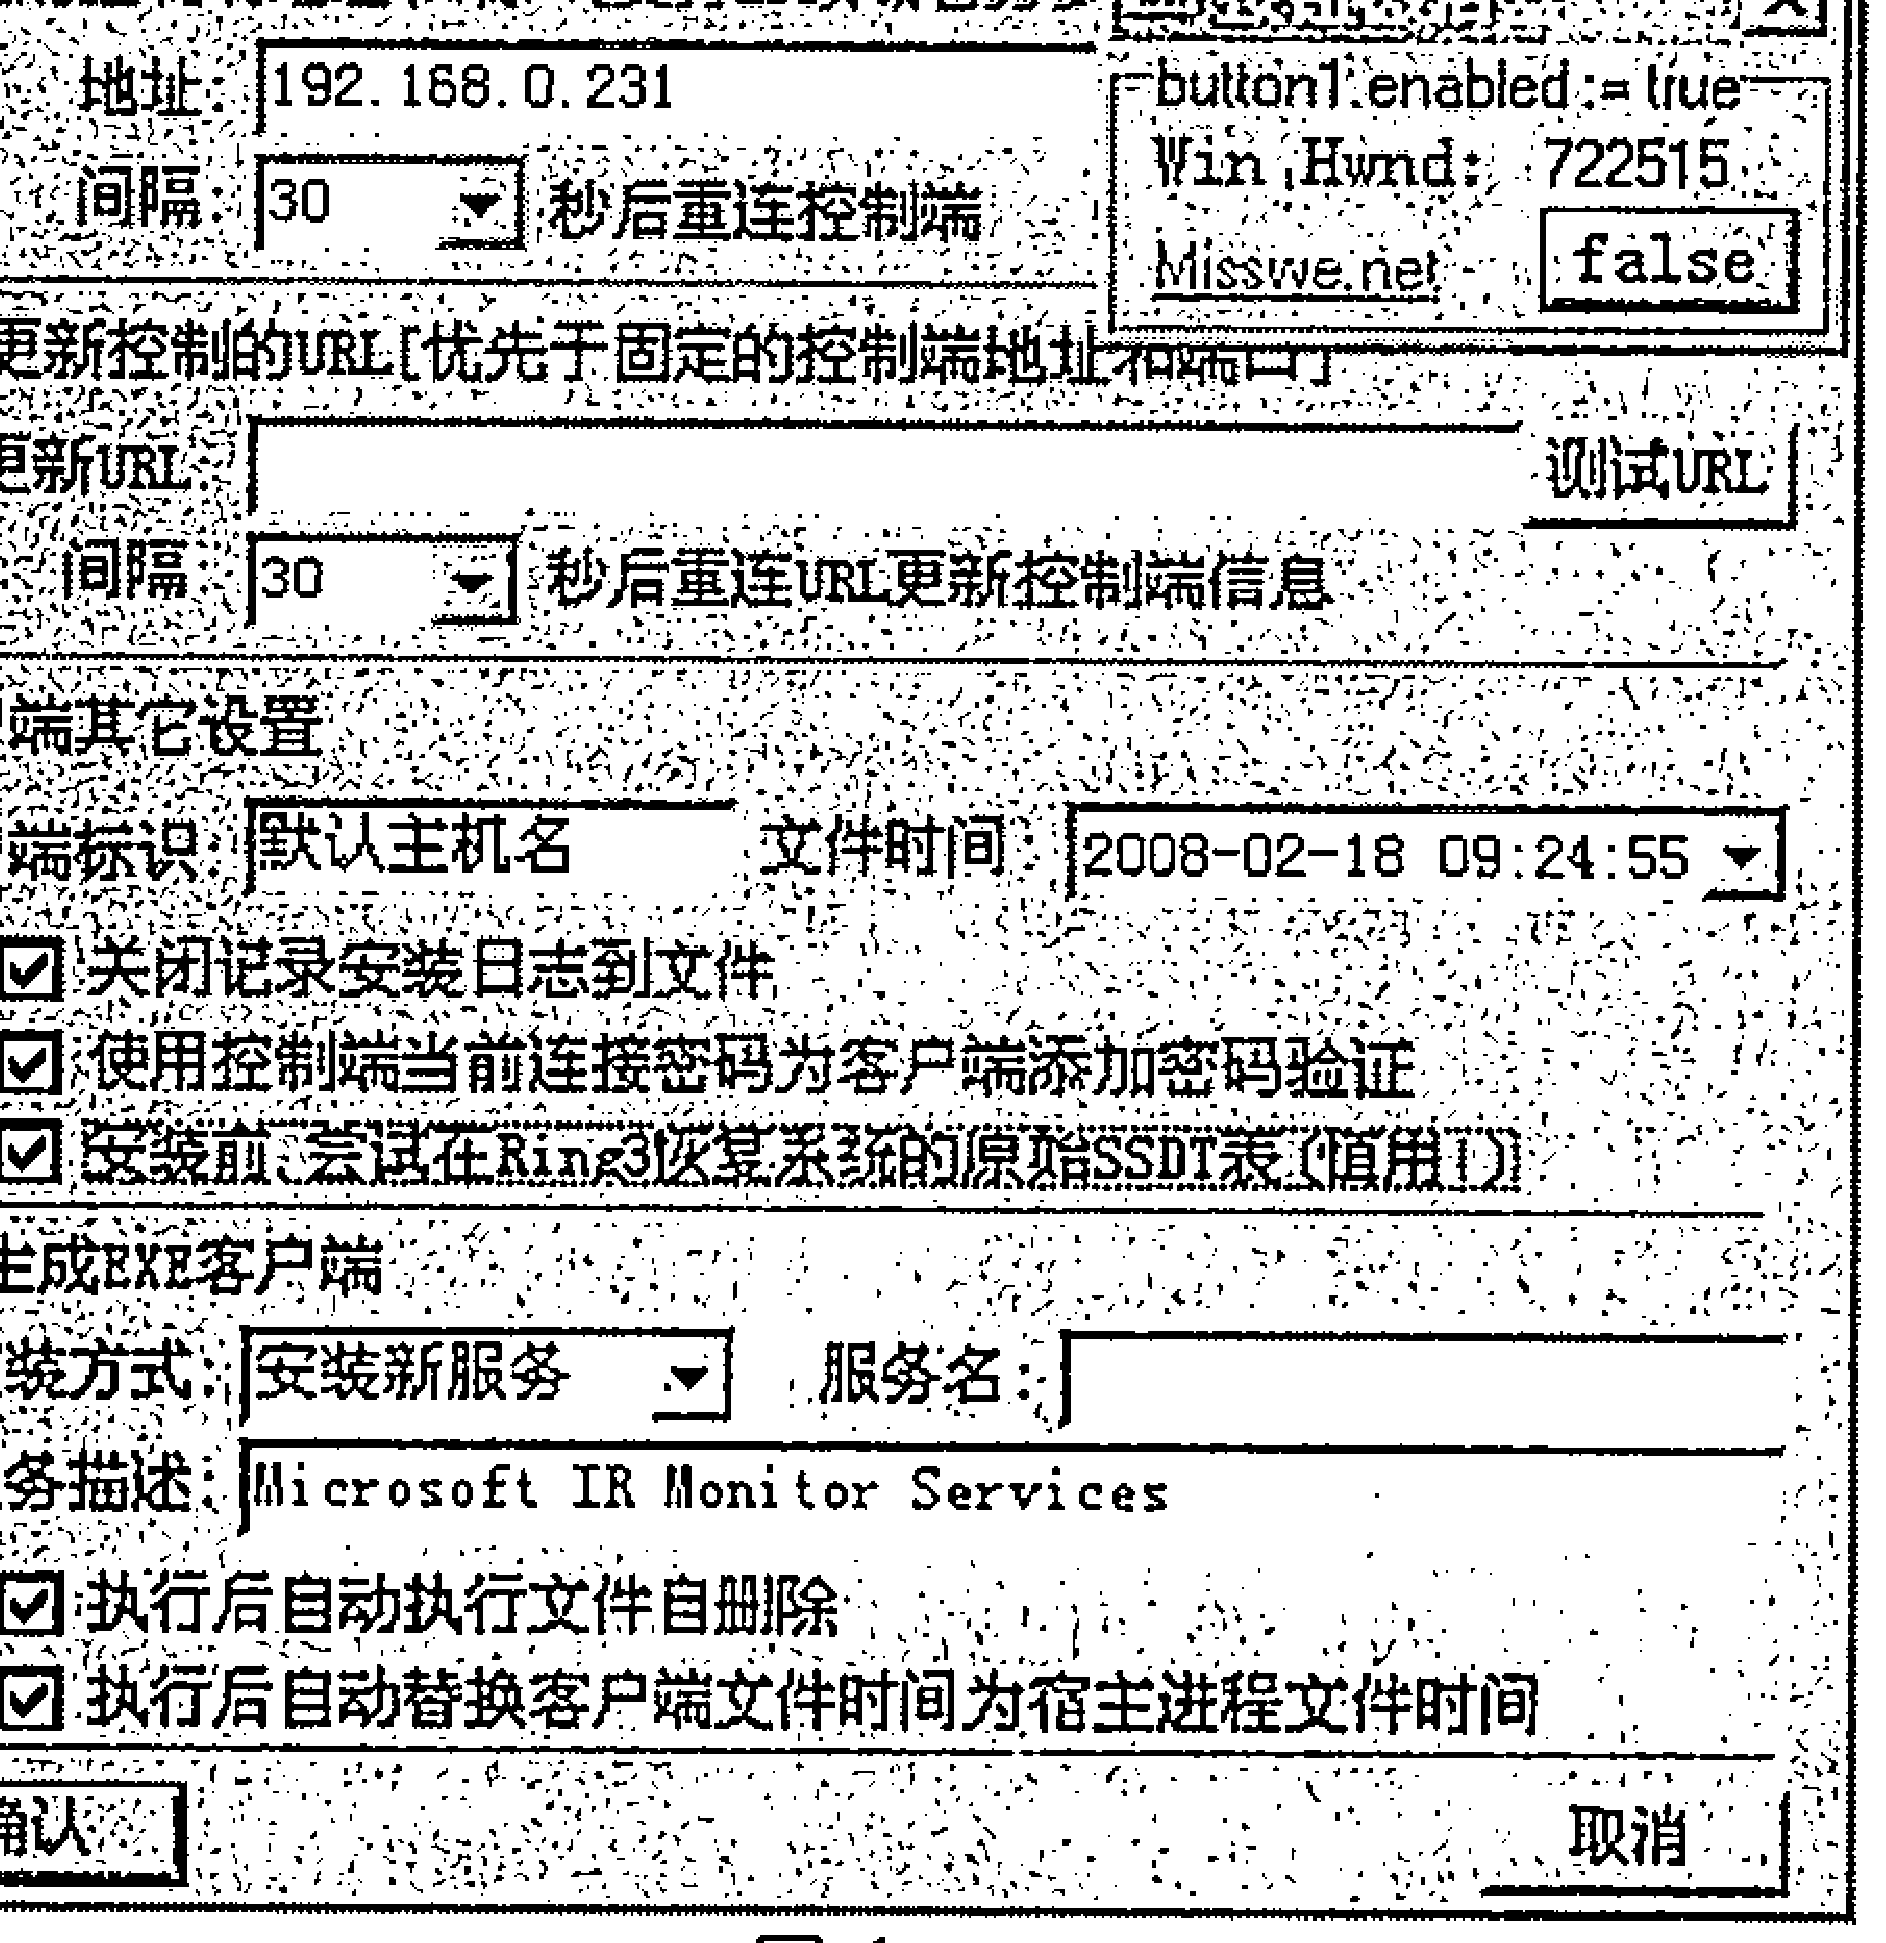 地址: 192.168.0.231
button1.enabled := true
Win Hwnd: 722515
间隔: 30 秒后重连控制端
Misswe.net false
更新控制的URL[优先于固定的控制端地址和端口]
更新URL: 测试URL
间隔: 30 秒后重连URL更新控制端信息
端其它设置
端标识: 默认主机名 文件时间: 2008-02-18 09:24:55
关闭记录安装日志到文件
使用控制端当前连接密码为客户端添加密码验证
安装前,尝试在Ring3恢复系统的原始SSDT表(慎用!)
生成EXE客户端
装方式: 安装新服务 服务名:
务描述: Microsoft IR Monitor Services
执行后自动执行文件自删除
执行后自动替换客户端文件时间为宿主进程文件时间
确认 取消